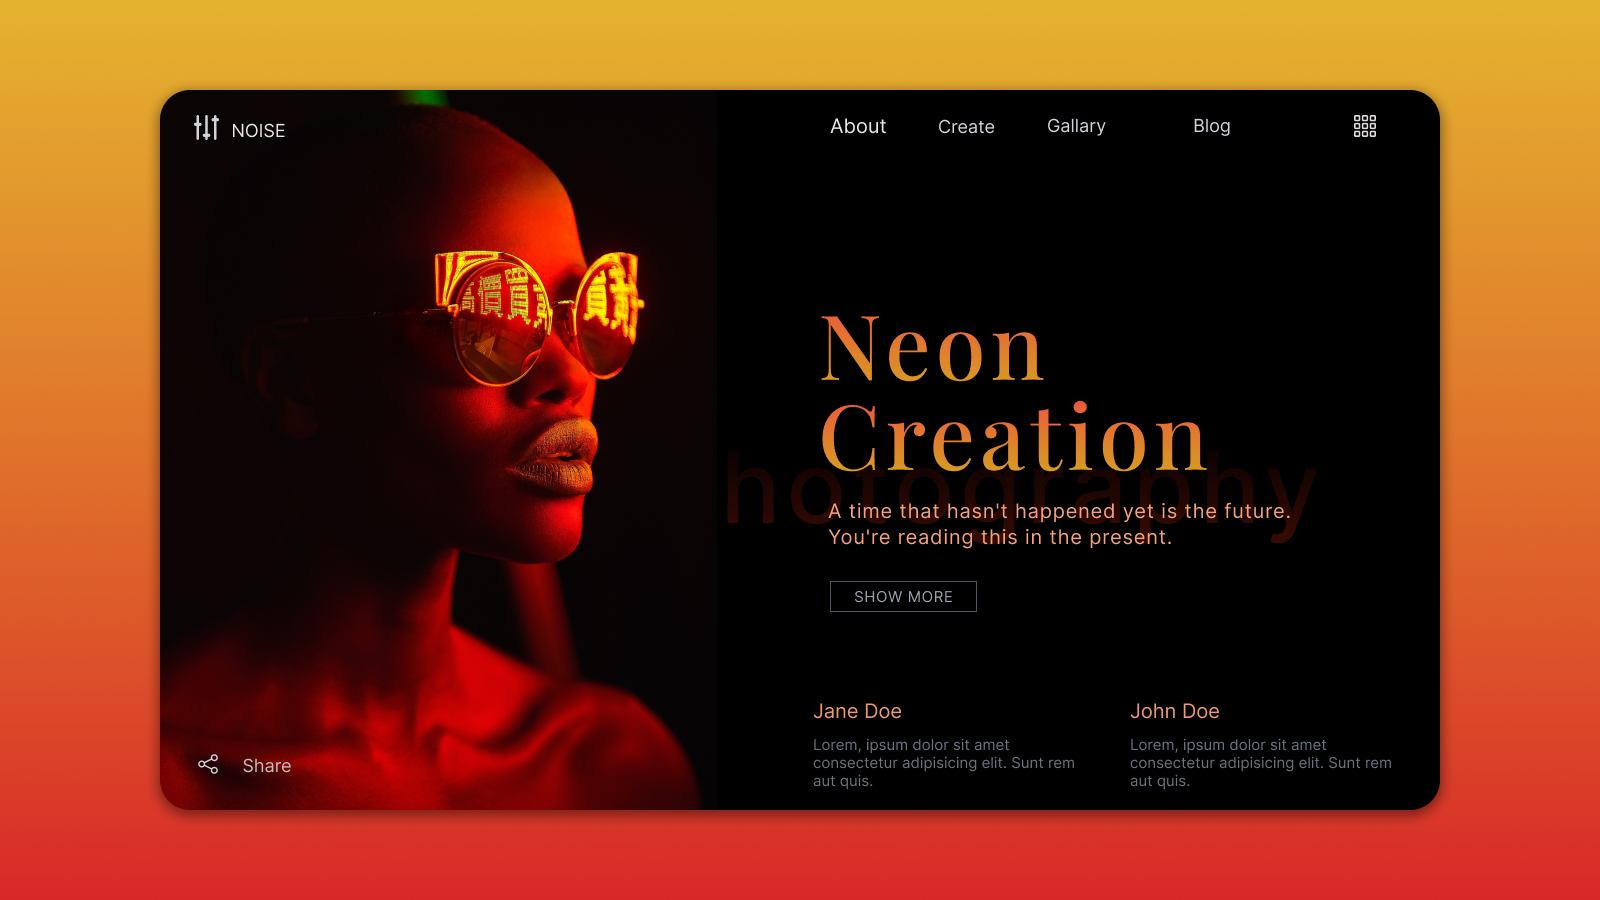 NOISE
About Create Gallary Blog
Neon
Creation
hotography
A time that hasn't happened yet is the future.
You're reading this in the present.
SHOW MORE
Jane Doe
Lorem, ipsum dolor sit amet
consectetur adipisicing elit. Sunt rem
aut quis.
John Doe
Lorem, ipsum dolor sit amet
consectetur adipisicing elit. Sunt rem
aut quis.
Share